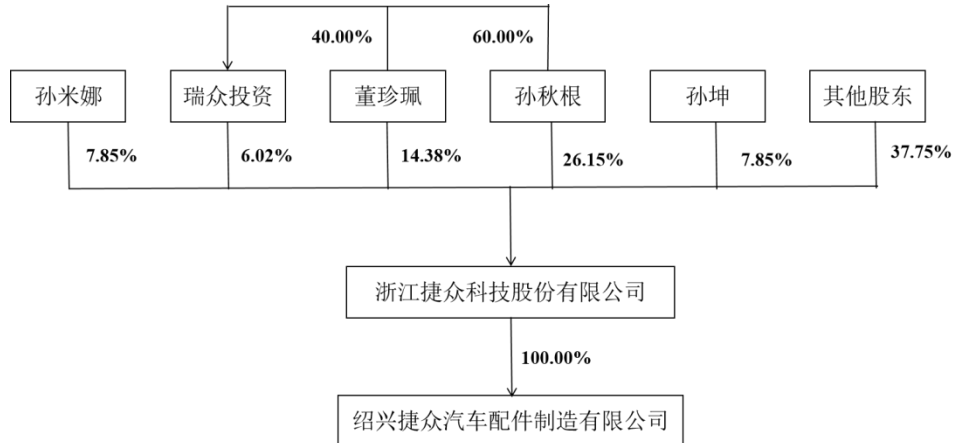 40.00%
60.00%
孙米娜
瑞众投资
董珍珮
孙秋根
孙坤
其他股东
7.85%
6.02%
14.38%
26.15%
7.85%
37.75%
浙江捷众科技股份有限公司
100.00%
绍兴捷众汽车配件制造有限公司